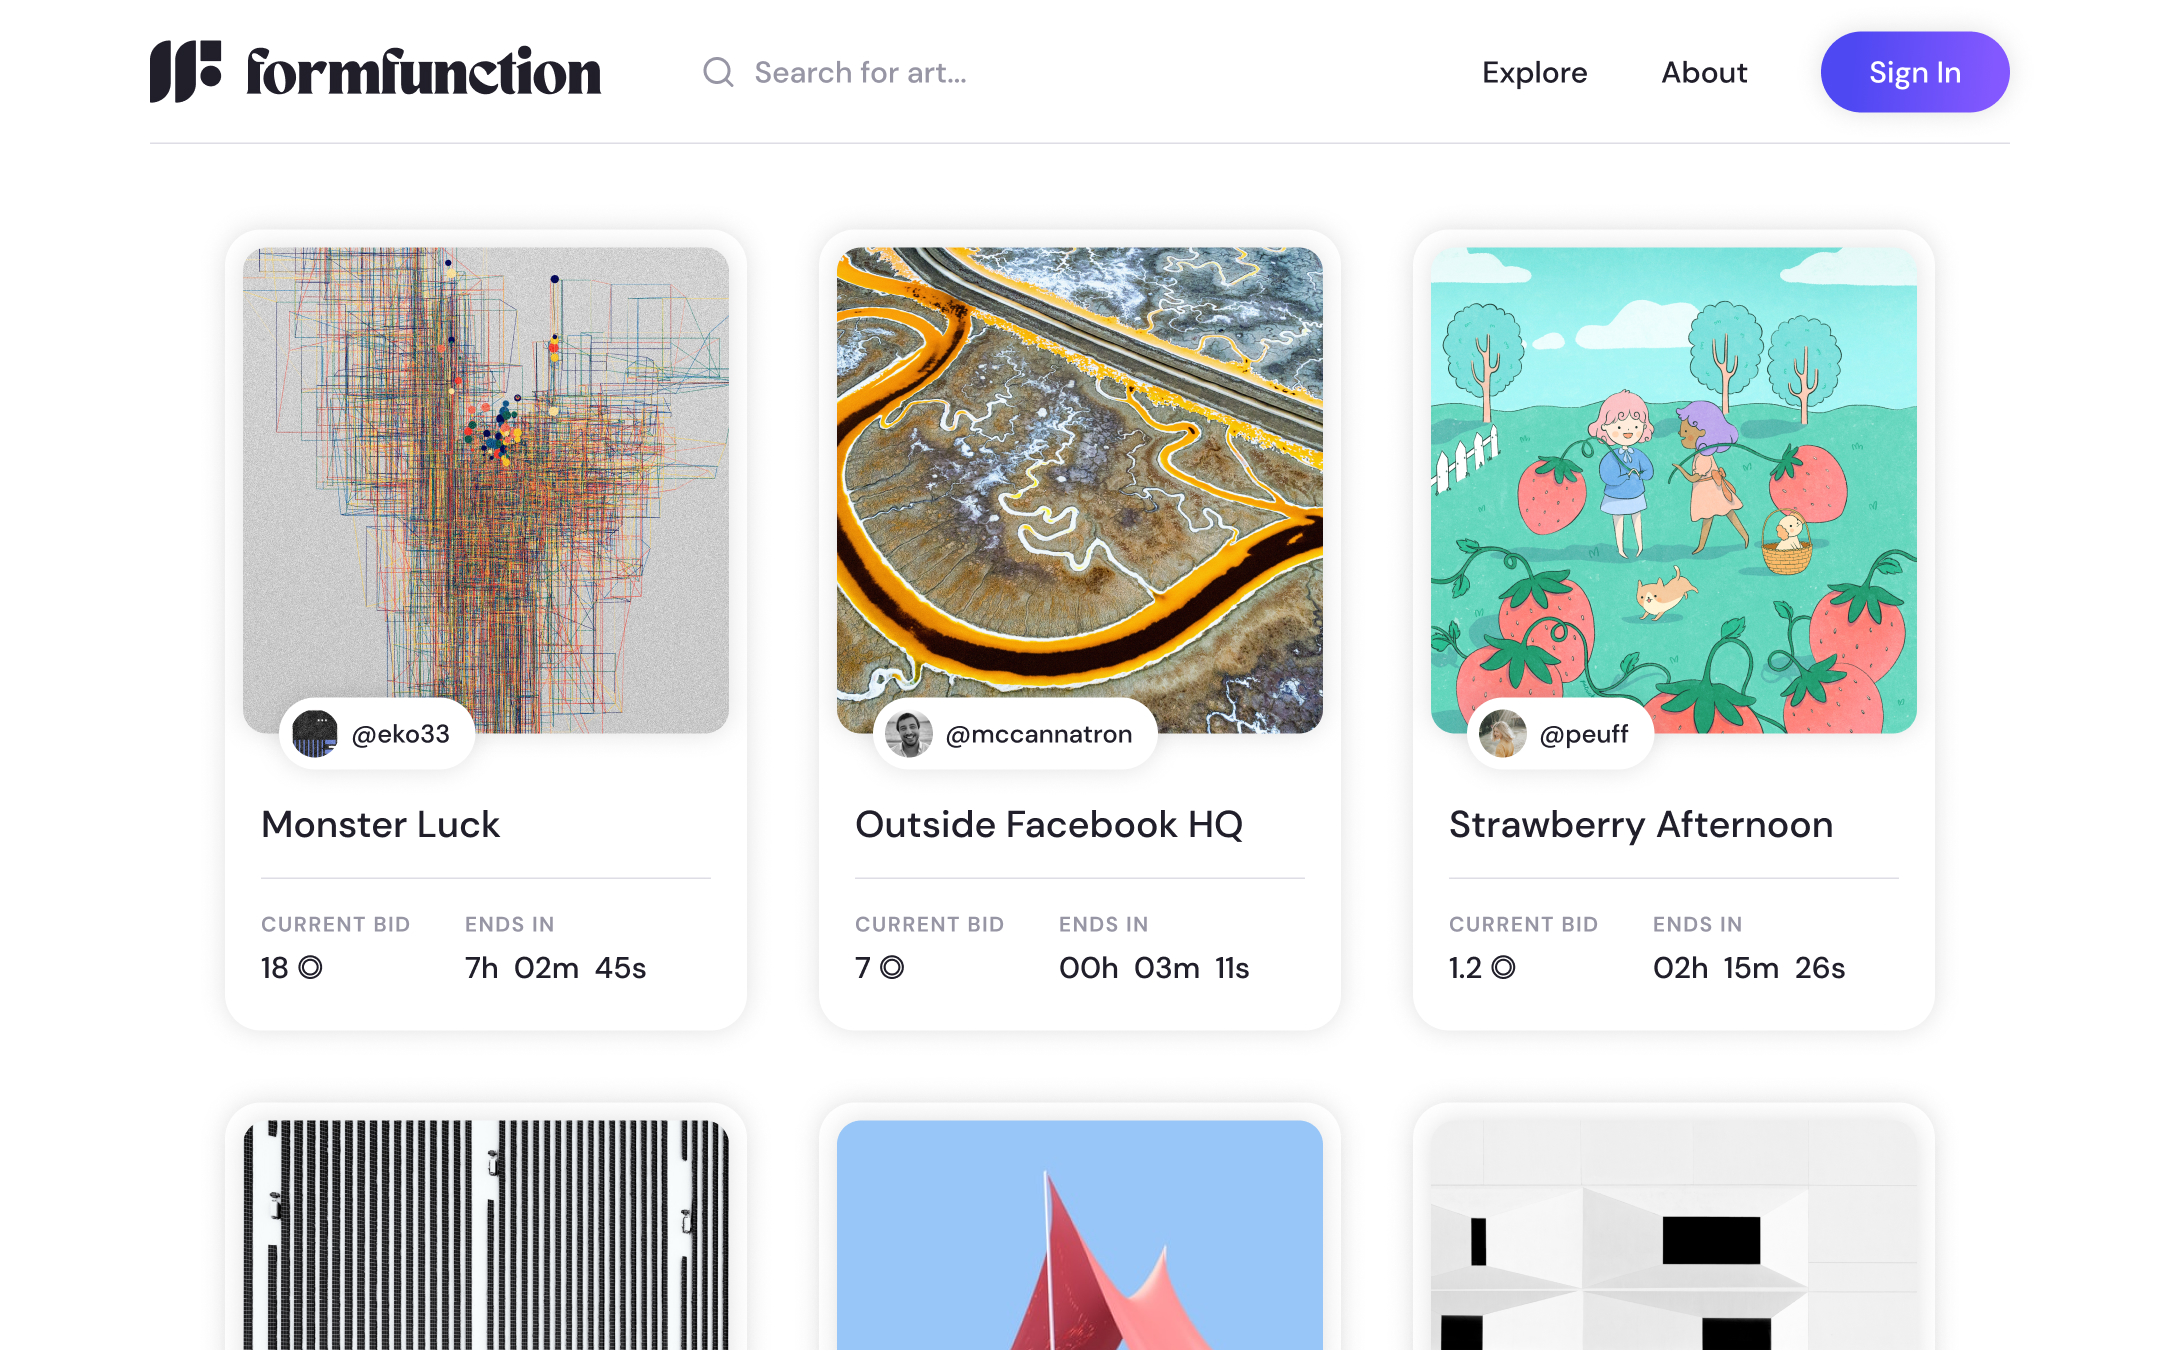 formfunction
Search for art...
Explore
About
Sign In
@eko33
Monster Luck
CURRENT BID
ENDS IN
18
7h 02m 45s
@mccannatron
Outside Facebook HQ
CURRENT BID
ENDS IN
7
00h 03m 11s
@peuff
Strawberry Afternoon
CURRENT BID
ENDS IN
1.2
02h 15m 26s